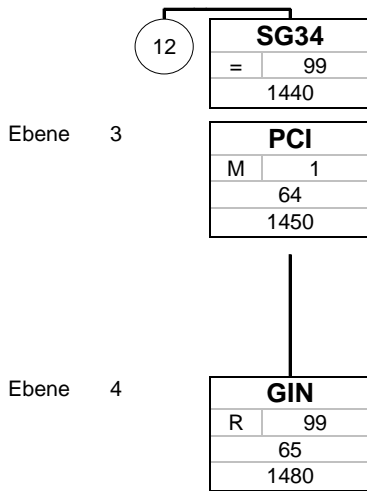 12
SG34
= 99
1440
Ebene 3
PCI
M 1
64
1450
Ebene 4
GIN
R 99
65
1480